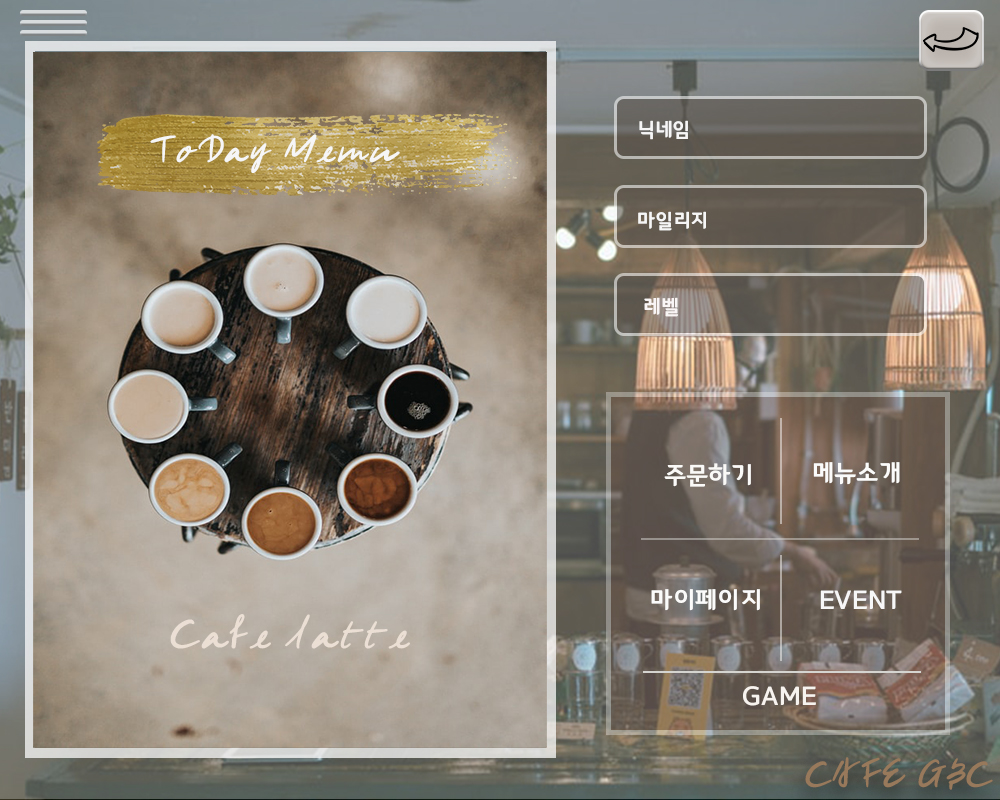 ToDay Menu
Cafe latte
닉네임
마일리지
레벨
주문하기
메뉴소개
마이페이지
EVENT
GAME
CAFE GBC